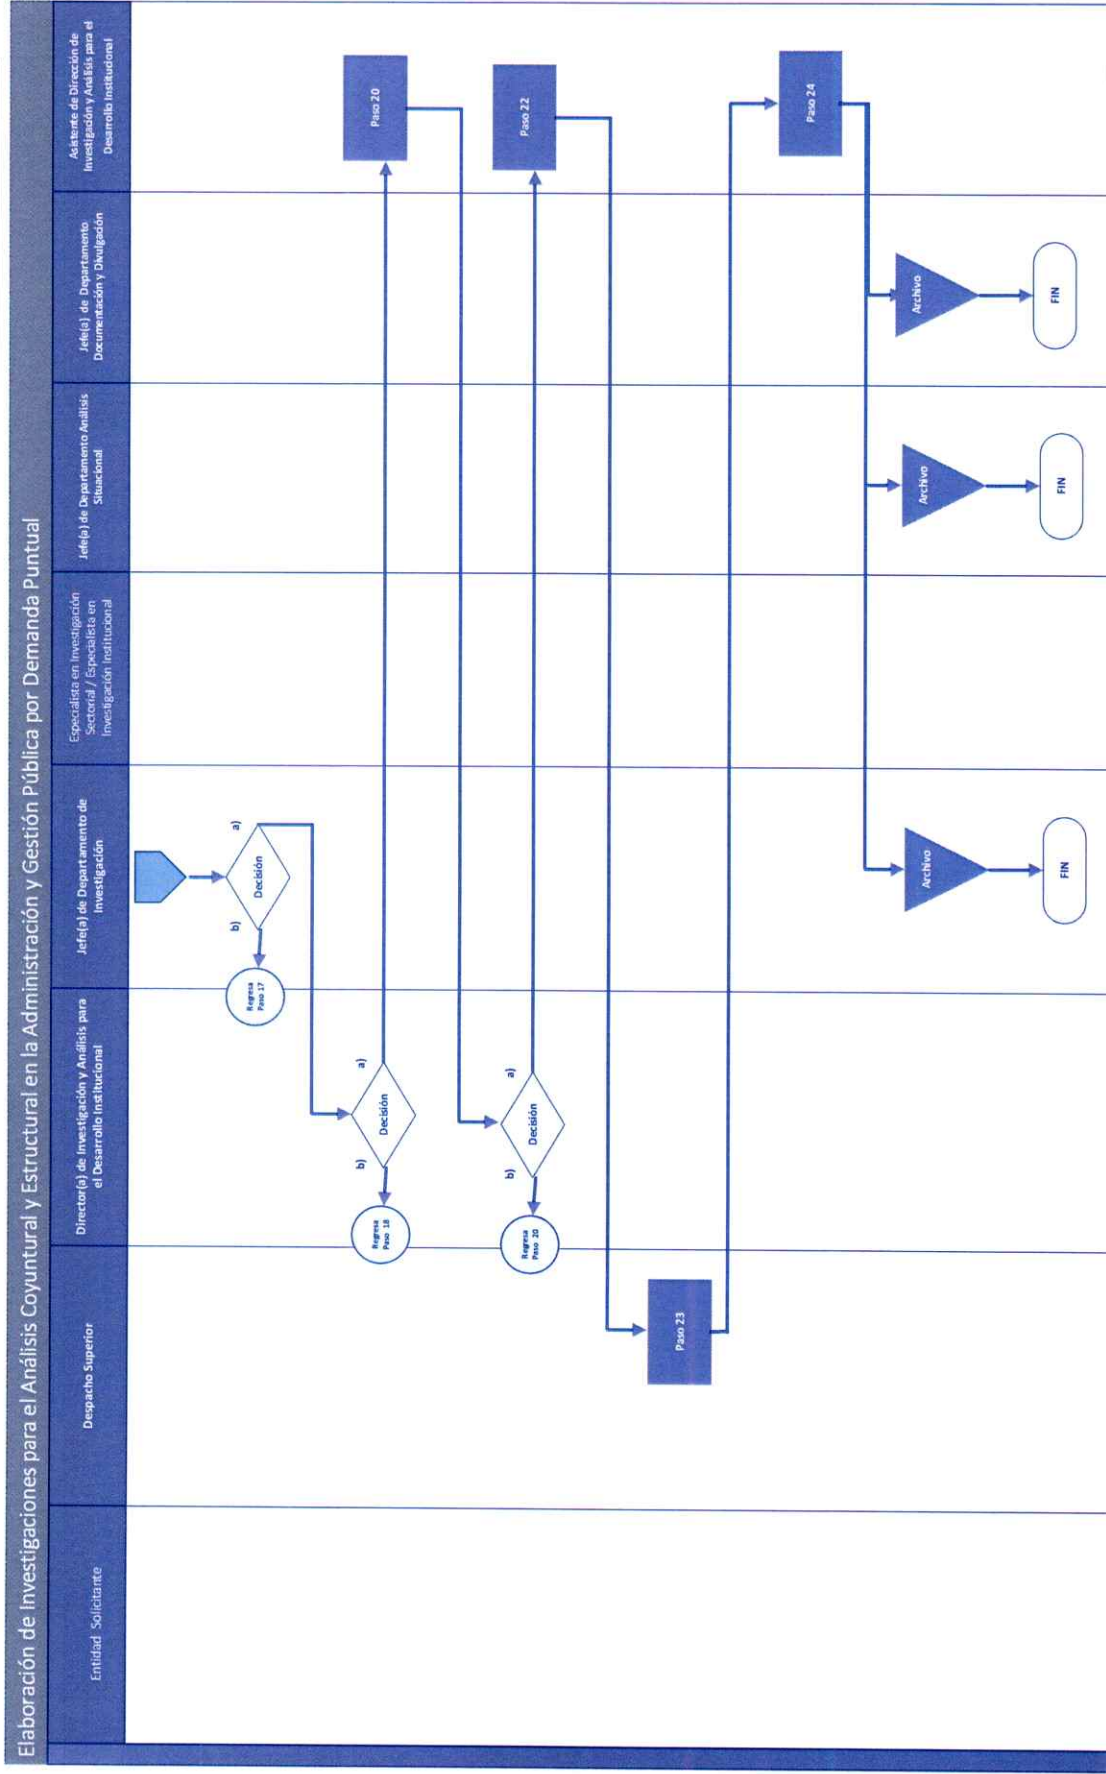 Elaboración de Investigaciones para el Análisis Coyuntural y Estructural en la Administración y Gestión Pública por Demanda Puntual
Entidad Solicitante
Despacho Superior
Director(a) de Investigación y Análisis para
el Desarrollo Institucional
Jefe(a) de Departamento de
Investigación
Especialista en Investigación
Sectorial / Especialista en
Investigación Institucional
Jefe(a) de Departamento Análisis
Situacional
Jefe(a) de Departamento
Documentación y Divulgación
Asistente de Dirección de
Investigación y Análisis para el
Desarrollo Institucional
b)
Decisión
a)
Regresa
Paso 17
b)
Decisión
a)
Regresa
Paso 18
Paso 20
b)
Decisión
a)
Regresa
Paso 20
Paso 22
Paso 23
Paso 24
Archivo
Archivo
Archivo
FIN
FIN
FIN